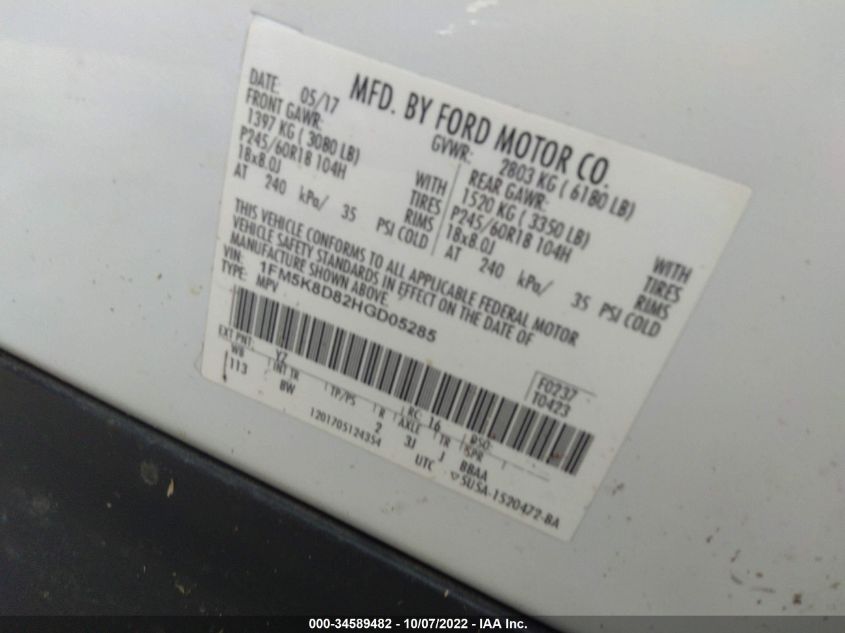 MFD. BY FORD MOTOR CO.
DATE: 05/17
GVWR: 2803 KG ( 6180 LB)
FRONT GAWR:
1397 KG ( 3080 LB)
P245/60R18 104H
18x8.0J
AT 240 kPa/ 35 PSI COLD
WITH
TIRES
RIMS
REAR GAWR:
1520 KG ( 3350 LB)
P245/60R18 104H
18x8.0J
AT 240 kPa/ 35 PSI COLD
WITH
TIRES
RIMS
THIS VEHICLE CONFORMS TO ALL APPLICABLE FEDERAL MOTOR
VEHICLE SAFETY STANDARDS IN EFFECT ON THE DATE OF
MANUFACTURE SHOWN ABOVE.
VIN: 1FM5K8D82HGD05285
TYPE: MPV
F0237
T0423
EXT PNT: YZ RC: 16 DSO:
WB INT TR TP/PS R AXLE TR SPR
113 BW 2 3J J BBAA
1201705124354 UTC ▽5U5A-1520472-BA
000-34589482 - 10/07/2022 - IAA Inc.